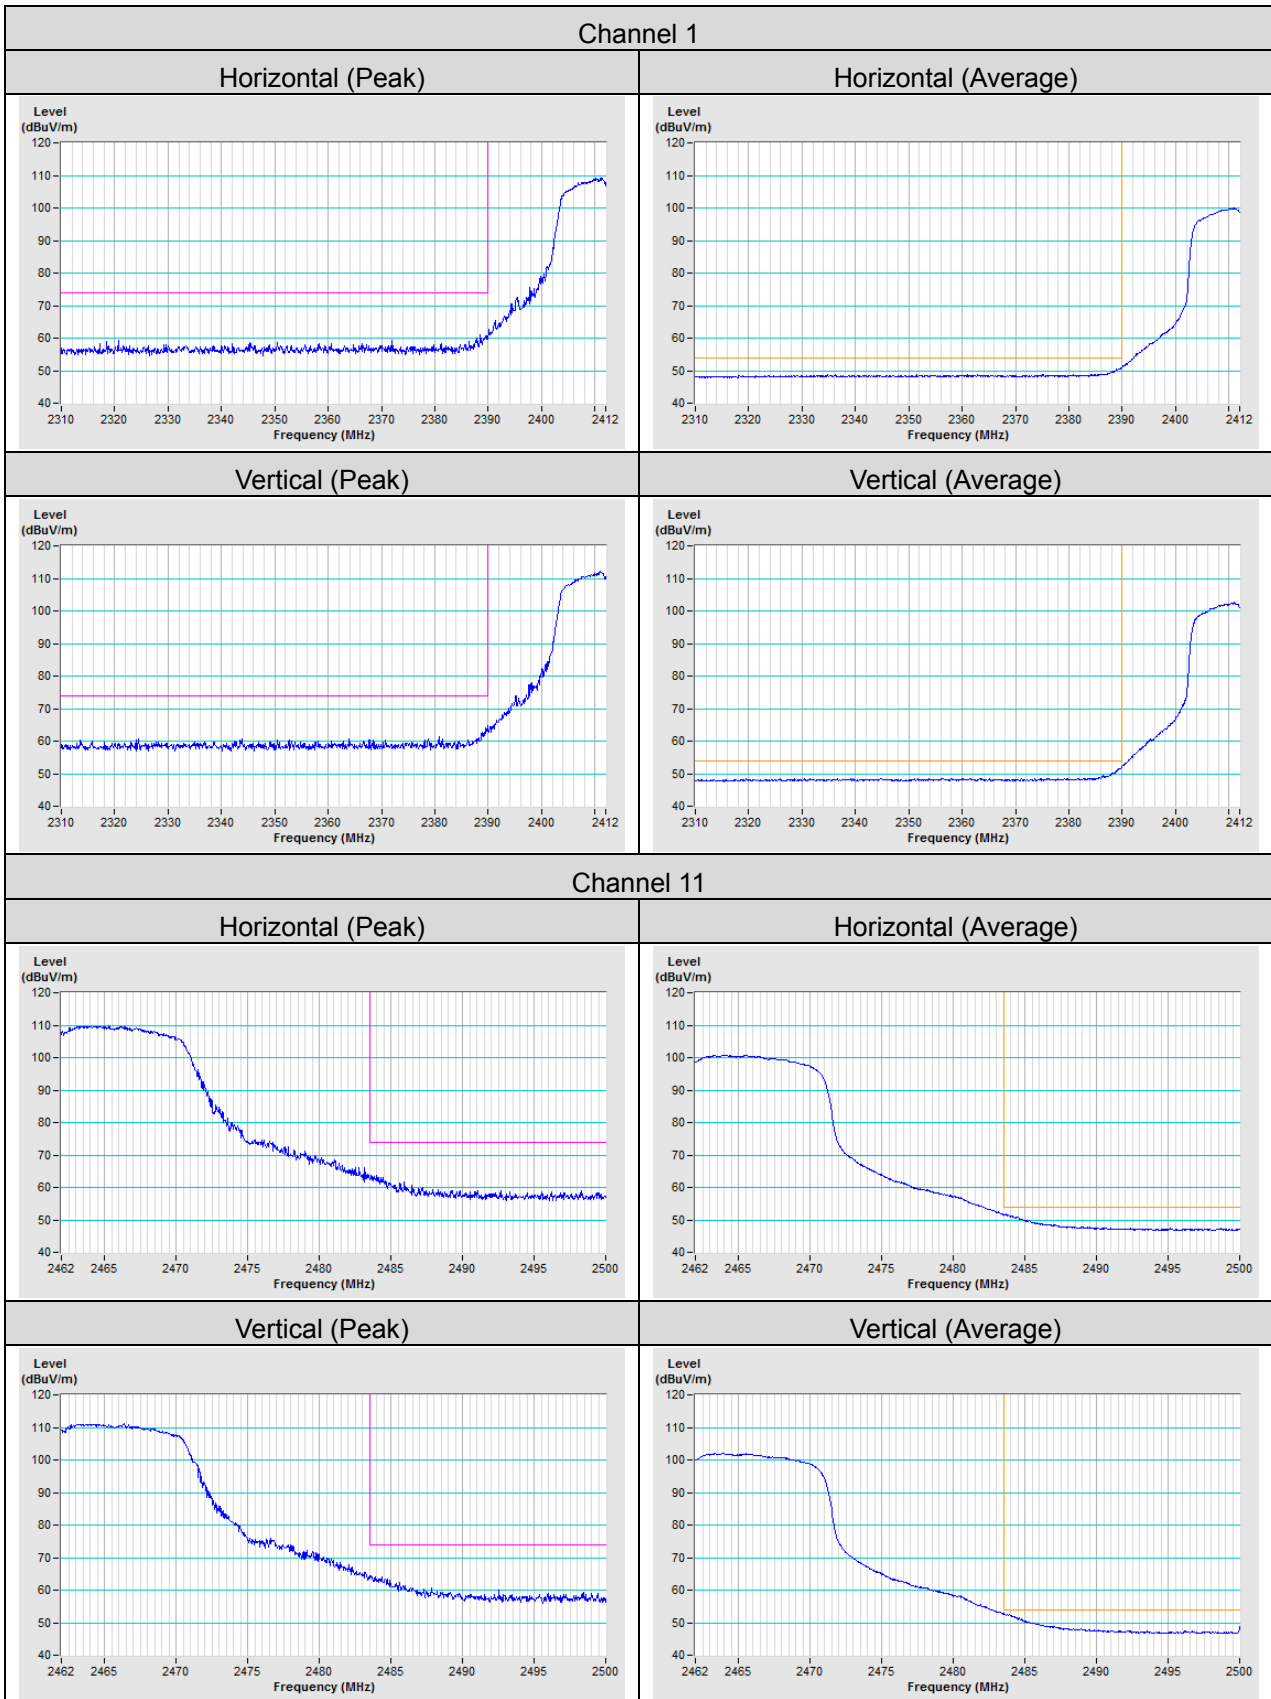 Channel 1
Horizontal (Peak) Horizontal (Average)
Level
(dBuV/m)
120
110
100
90
80
70
60
50
40
2310 2320 2330 2340 2350 2360 2370 2380 2390 2400 2412
Frequency (MHz)
Level
(dBuV/m)
120
110
100
90
80
70
60
50
40
2310 2320 2330 2340 2350 2360 2370 2380 2390 2400 2412
Frequency (MHz)
Vertical (Peak) Vertical (Average)
Level
(dBuV/m)
120
110
100
90
80
70
60
50
40
2310 2320 2330 2340 2350 2360 2370 2380 2390 2400 2412
Frequency (MHz)
Level
(dBuV/m)
120
110
100
90
80
70
60
50
40
2310 2320 2330 2340 2350 2360 2370 2380 2390 2400 2412
Frequency (MHz)
Channel 11
Horizontal (Peak) Horizontal (Average)
Level
(dBuV/m)
120
110
100
90
80
70
60
50
40
2462 2465 2470 2475 2480 2485 2490 2495 2500
Frequency (MHz)
Level
(dBuV/m)
120
110
100
90
80
70
60
50
40
2462 2465 2470 2475 2480 2485 2490 2495 2500
Frequency (MHz)
Vertical (Peak) Vertical (Average)
Level
(dBuV/m)
120
110
100
90
80
70
60
50
40
2462 2465 2470 2475 2480 2485 2490 2495 2500
Frequency (MHz)
Level
(dBuV/m)
120
110
100
90
80
70
60
50
40
2462 2465 2470 2475 2480 2485 2490 2495 2500
Frequency (MHz)